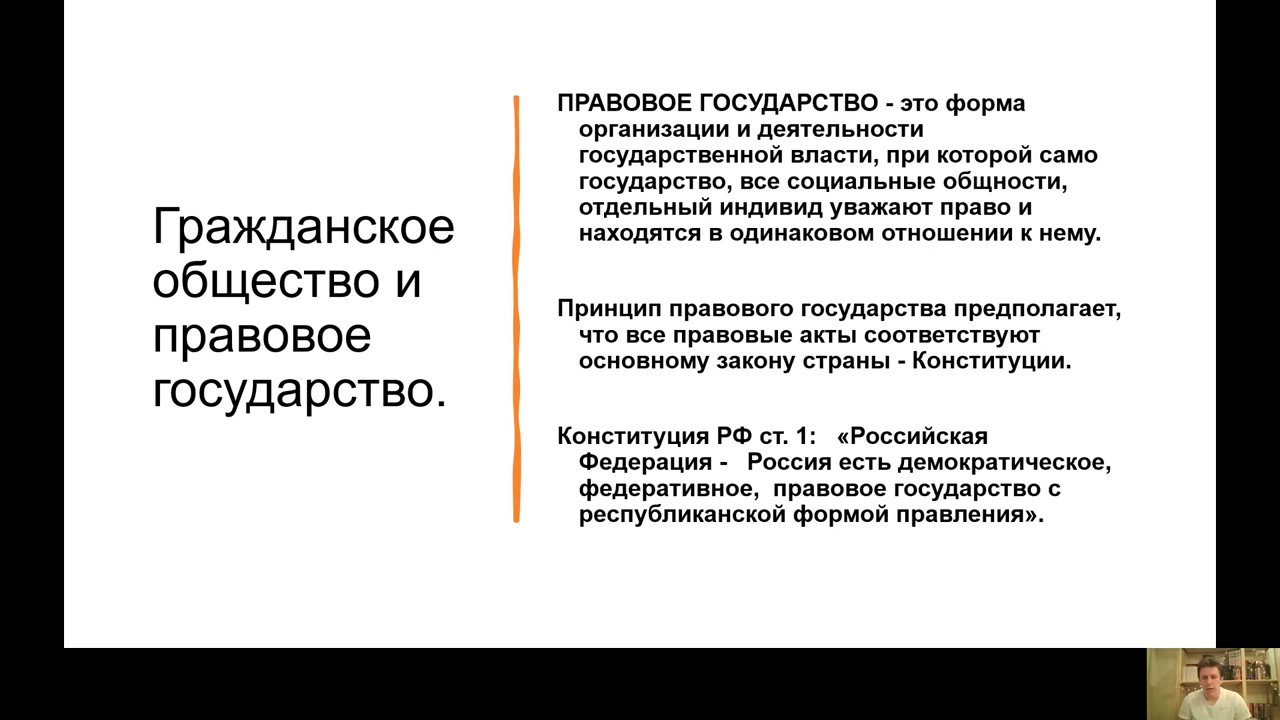 Гражданское
общество и
правовое
государство.
ПРАВОВОЕ ГОСУДАРСТВО - это форма
организации и деятельности
государственной власти, при которой само
государство, все социальные общности,
отдельный индивид уважают право и
находятся в одинаковом отношении к нему.
Принцип правового государства предполагает,
что все правовые акты соответствуют
основному закону страны - Конституции.
Конституция РФ ст. 1: «Российская
Федерация - Россия есть демократическое,
федеративное, правовое государство с
республиканской формой правления».